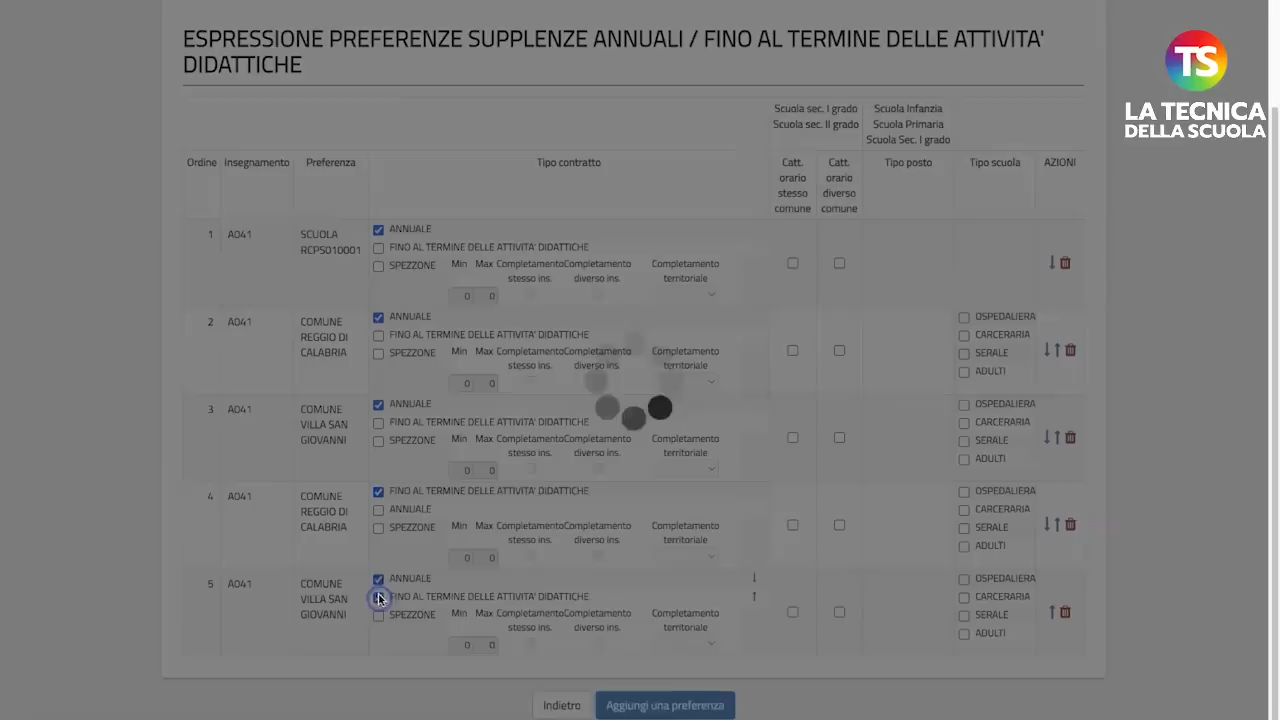 ESPRESSIONE PREFERENZE SUPPLENZE ANNUALI / FINO AL TERMINE DELLE ATTIVITA'
DIDATTICHE
TS
LA TECNICA
DELLA SCUOLA
Scuola sec. I grado
Scuola sec. II grado
Scuola Infanzia
Scuola Primaria
Scuola Sec. I grado
Ordine Insegnamento Preferenza Tipo contratto
Catt.
orario
stesso
comune
Catt.
orario
diverso
comune
Tipo posto Tipo scuola AZIONI
1 A041
SCUOLA
RCPS010001
ANNUALE
FINO AL TERMINE DELLE ATTIVITA' DIDATTICHE
SPEZZONE Min Max Completamento Completamento Completamento
stesso ins. diverso ins. territoriale
0 0
2 A041
COMUNE
REGGIO DI
CALABRIA
ANNUALE
FINO AL TERMINE DELLE ATTIVITA' DIDATTICHE
SPEZZONE Min Max Completamento Completamento Completamento
stesso ins. diverso ins. territoriale
0 0
OSPEDALIERA
CARCERARIA
SERALE
ADULTI
3 A041
COMUNE
VILLA SAN
GIOVANNI
ANNUALE
FINO AL TERMINE DELLE ATTIVITA' DIDATTICHE
SPEZZONE Min Max Completamento Completamento Completamento
stesso ins. diverso ins. territoriale
0 0
OSPEDALIERA
CARCERARIA
SERALE
ADULTI
4 A041
COMUNE
REGGIO DI
CALABRIA
FINO AL TERMINE DELLE ATTIVITA' DIDATTICHE
ANNUALE
SPEZZONE Min Max Completamento Completamento Completamento
stesso ins. diverso ins. territoriale
0 0
OSPEDALIERA
CARCERARIA
SERALE
ADULTI
5 A041
COMUNE
VILLA SAN
GIOVANNI
ANNUALE
FINO AL TERMINE DELLE ATTIVITA' DIDATTICHE
SPEZZONE Min Max Completamento Completamento Completamento
stesso ins. diverso ins. territoriale
0 0
OSPEDALIERA
CARCERARIA
SERALE
ADULTI
Indietro Aggiungi una preferenza